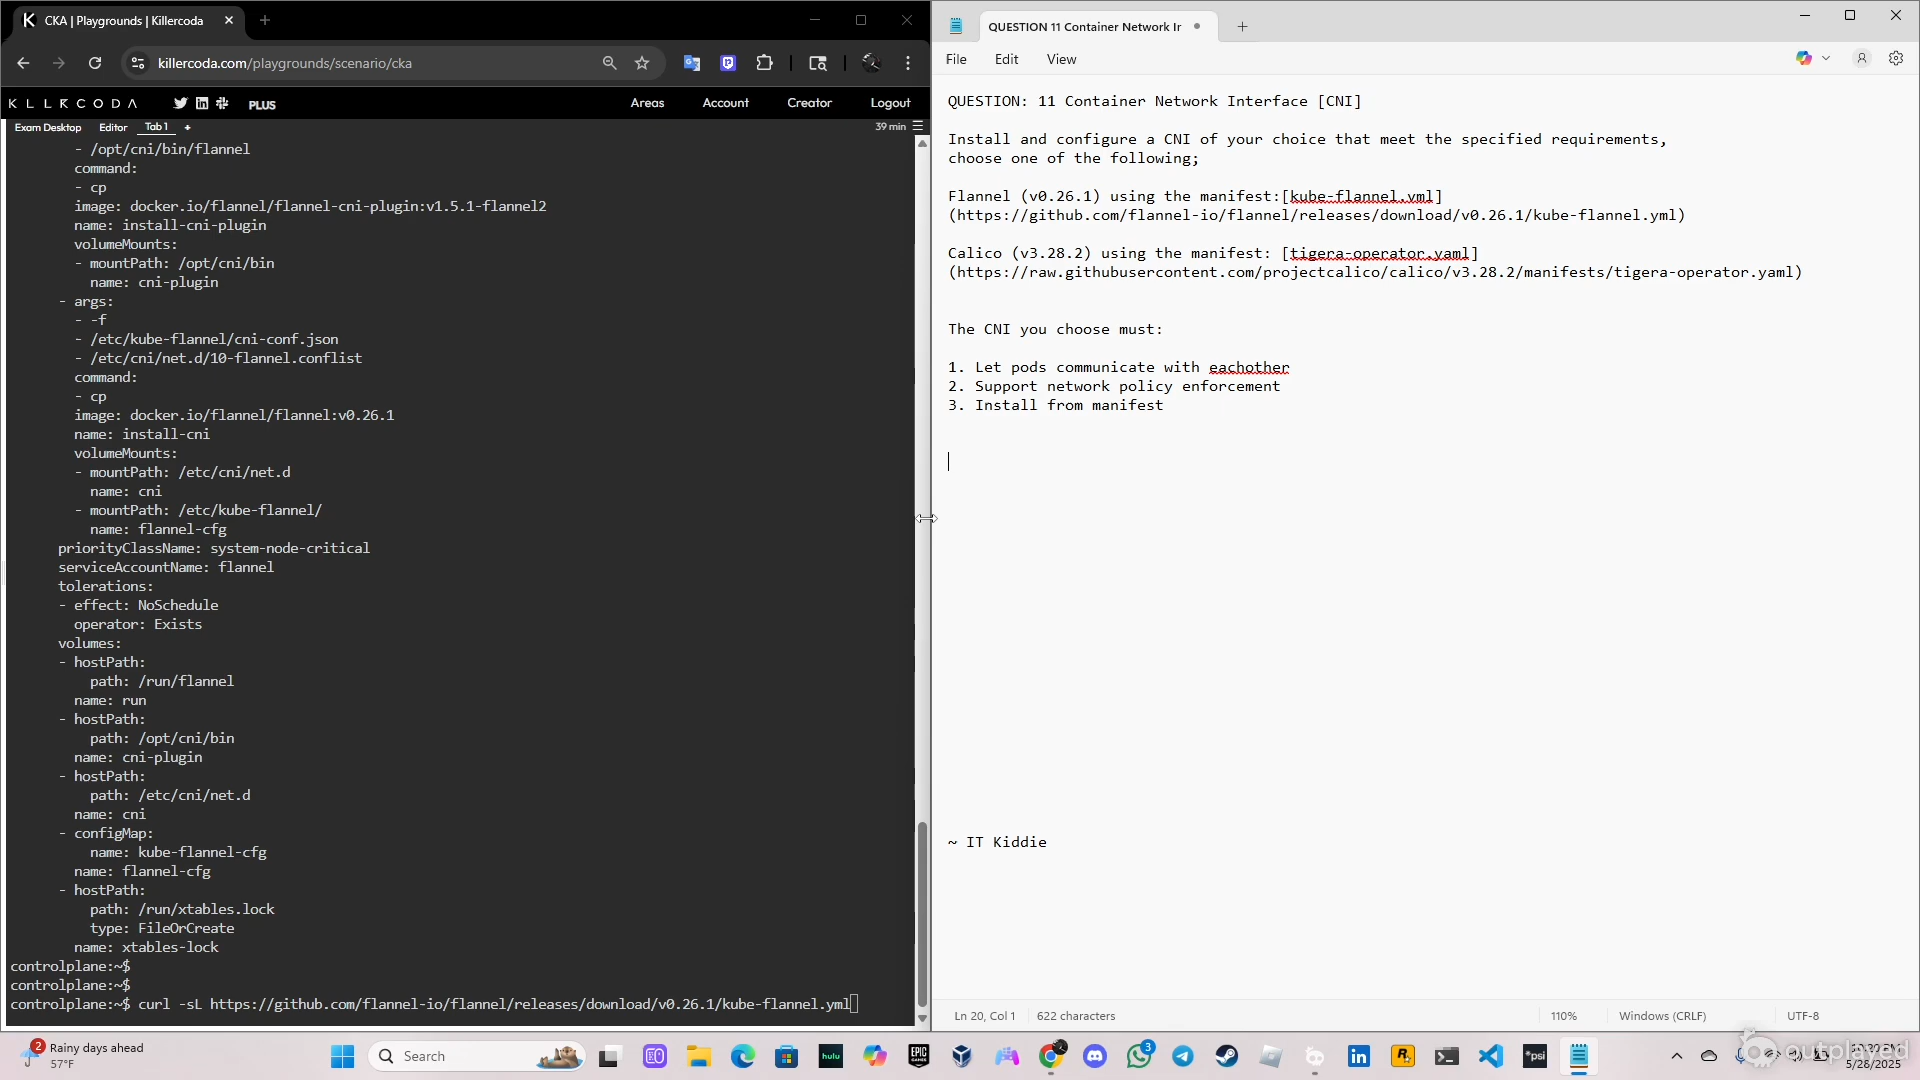 CKA | Playgrounds | Killercoda
killercoda.com/playgrounds/scenario/cka
KLLRCODA
PLUS
Areas
Account
Creator
Logout
Exam Desktop
Editor
Tab 1
+
39 min
- /opt/cni/bin/flannel
command:
- cp
image: docker.io/flannel/flannel-cni-plugin:v1.5.1-flannel2
name: install-cni-plugin
volumeMounts:
- mountPath: /opt/cni/bin
name: cni-plugin
- args:
- -f
- /etc/kube-flannel/cni-conf.json
- /etc/cni/net.d/10-flannel.conflist
command:
- cp
image: docker.io/flannel/flannel:v0.26.1
name: install-cni
volumeMounts:
- mountPath: /etc/cni/net.d
name: cni
- mountPath: /etc/kube-flannel/
name: flannel-cfg
priorityClassName: system-node-critical
serviceAccountName: flannel
tolerations:
- effect: NoSchedule
operator: Exists
volumes:
- hostPath:
path: /run/flannel
name: run
- hostPath:
path: /opt/cni/bin
name: cni-plugin
- hostPath:
path: /etc/cni/net.d
name: cni
- configMap:
name: kube-flannel-cfg
name: flannel-cfg
- hostPath:
path: /run/xtables.lock
type: FileOrCreate
name: xtables-lock
controlplane:~$
controlplane:~$
controlplane:~$ curl -sL https://github.com/flannel-io/flannel/releases/download/v0.26.1/kube-flannel.yml
QUESTION 11 Container Network Ir
File
Edit
View
QUESTION: 11 Container Network Interface [CNI]
Install and configure a CNI of your choice that meet the specified requirements,
choose one of the following;
Flannel (v0.26.1) using the manifest:[kube-flannel.yml]
(https://github.com/flannel-io/flannel/releases/download/v0.26.1/kube-flannel.yml)
Calico (v3.28.2) using the manifest: [tigera-operator.yaml]
(https://raw.githubusercontent.com/projectcalico/calico/v3.28.2/manifests/tigera-operator.yaml)
The CNI you choose must:
1. Let pods communicate with eachother
2. Support network policy enforcement
3. Install from manifest
~ IT Kiddie
Ln 20, Col 1
622 characters
110%
Windows (CRLF)
UTF-8
2
Rainy days ahead
57°F
Search
hulu
EPIC GAMES
3
*psi
outplayed
5/28/2025